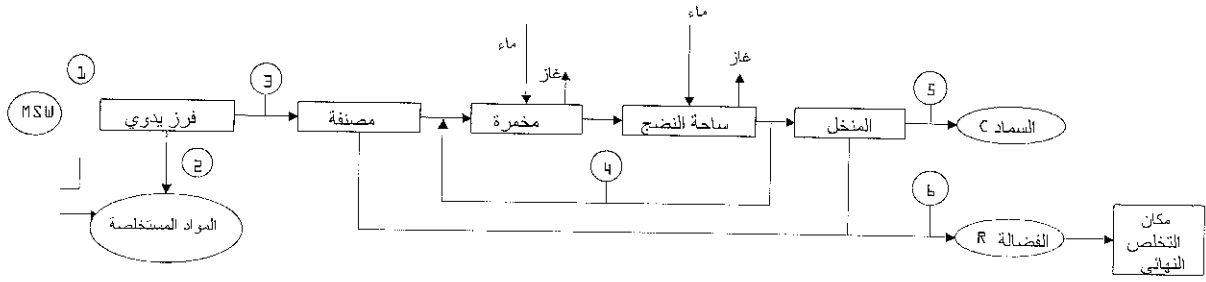 MSW
1
فرز يدوي
2
المواد المستخلصة
3
مصنفة
ماء
غاز
مخمرة
ماء
غاز
ساحة النضج
4
المنخل
5
السماد C
6
الفضالة R
مكان
التخلص
النهائي